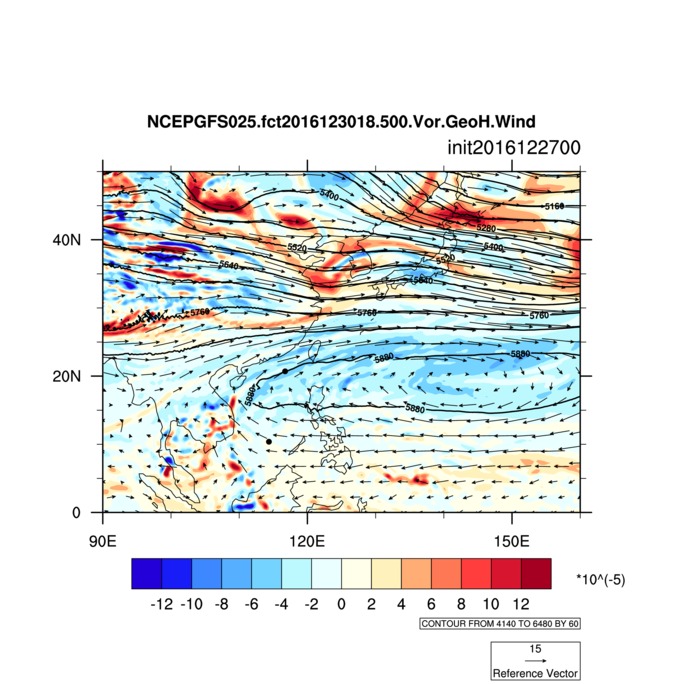 NCEPGFS025.fct2016123018.500.Vor.GeoH.Wind
init2016122700
5400
5160
5280
40N
5520
5400
5520
5640
5640
5760
5760
5760
5880
5880
20N
5880
5880
0
90E 120E 150E
-12 -10 -8 -6 -4 -2 0 2 4 6 8 10 12
*10^(-5)
CONTOUR FROM 4140 TO 6480 BY 60
15
Reference Vector